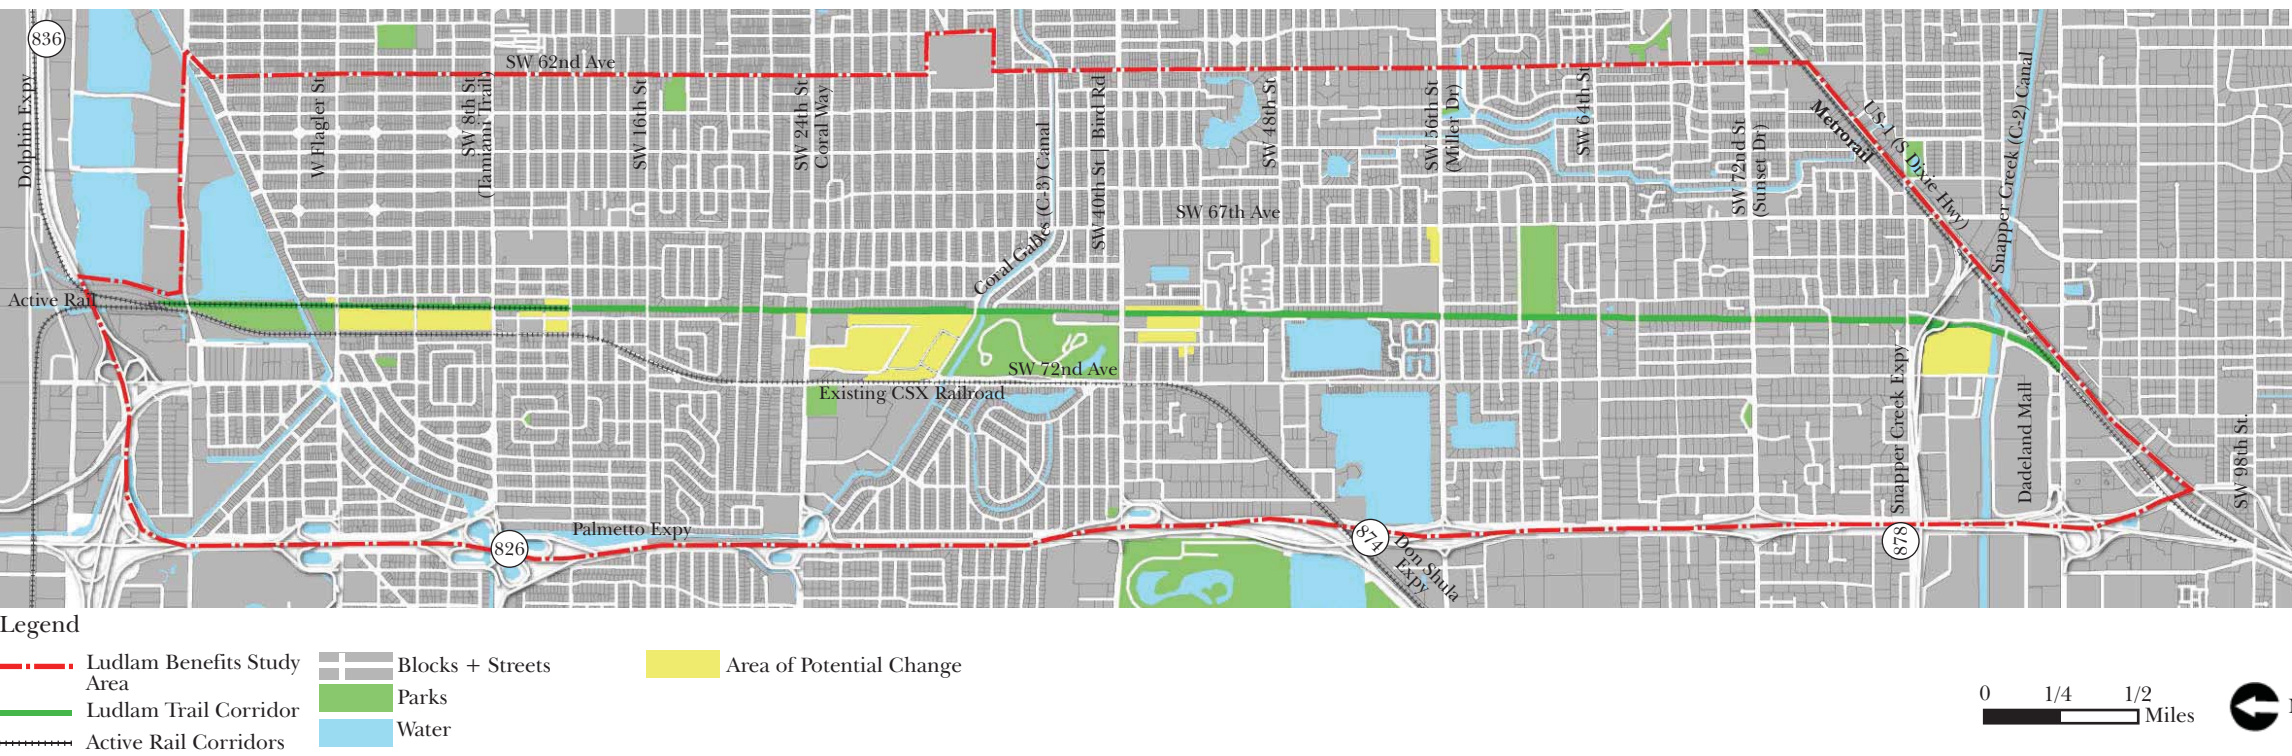 836
Dolphin Expy
Active Rail
SW 62nd Ave
W Flagler St
SW 8th St
(Tamiami Trail)
SW 16th St
SW 24th St
Coral Way
Coral Gables (C-3) Canal
SW 40th St | Bird Rd
SW 48th St
SW 56th St
(Miller Dr)
SW 64th St
SW 72nd St
(Sunset Dr)
Metrorail
US-1 (S Dixie Hwy)
Snapper Creek (C-2) Canal
SW 67th Ave
SW 72nd Ave
Existing CSX Railroad
Snapper Creek Expy
Dadeland Mall
SW 98th St.
Palmetto Expy
826
874
Don Shula
Expy
878
Legend
Ludlam Benefits Study
Area
Ludlam Trail Corridor
Active Rail Corridors
Blocks + Streets
Parks
Water
Area of Potential Change
0 1/4 1/2
Miles